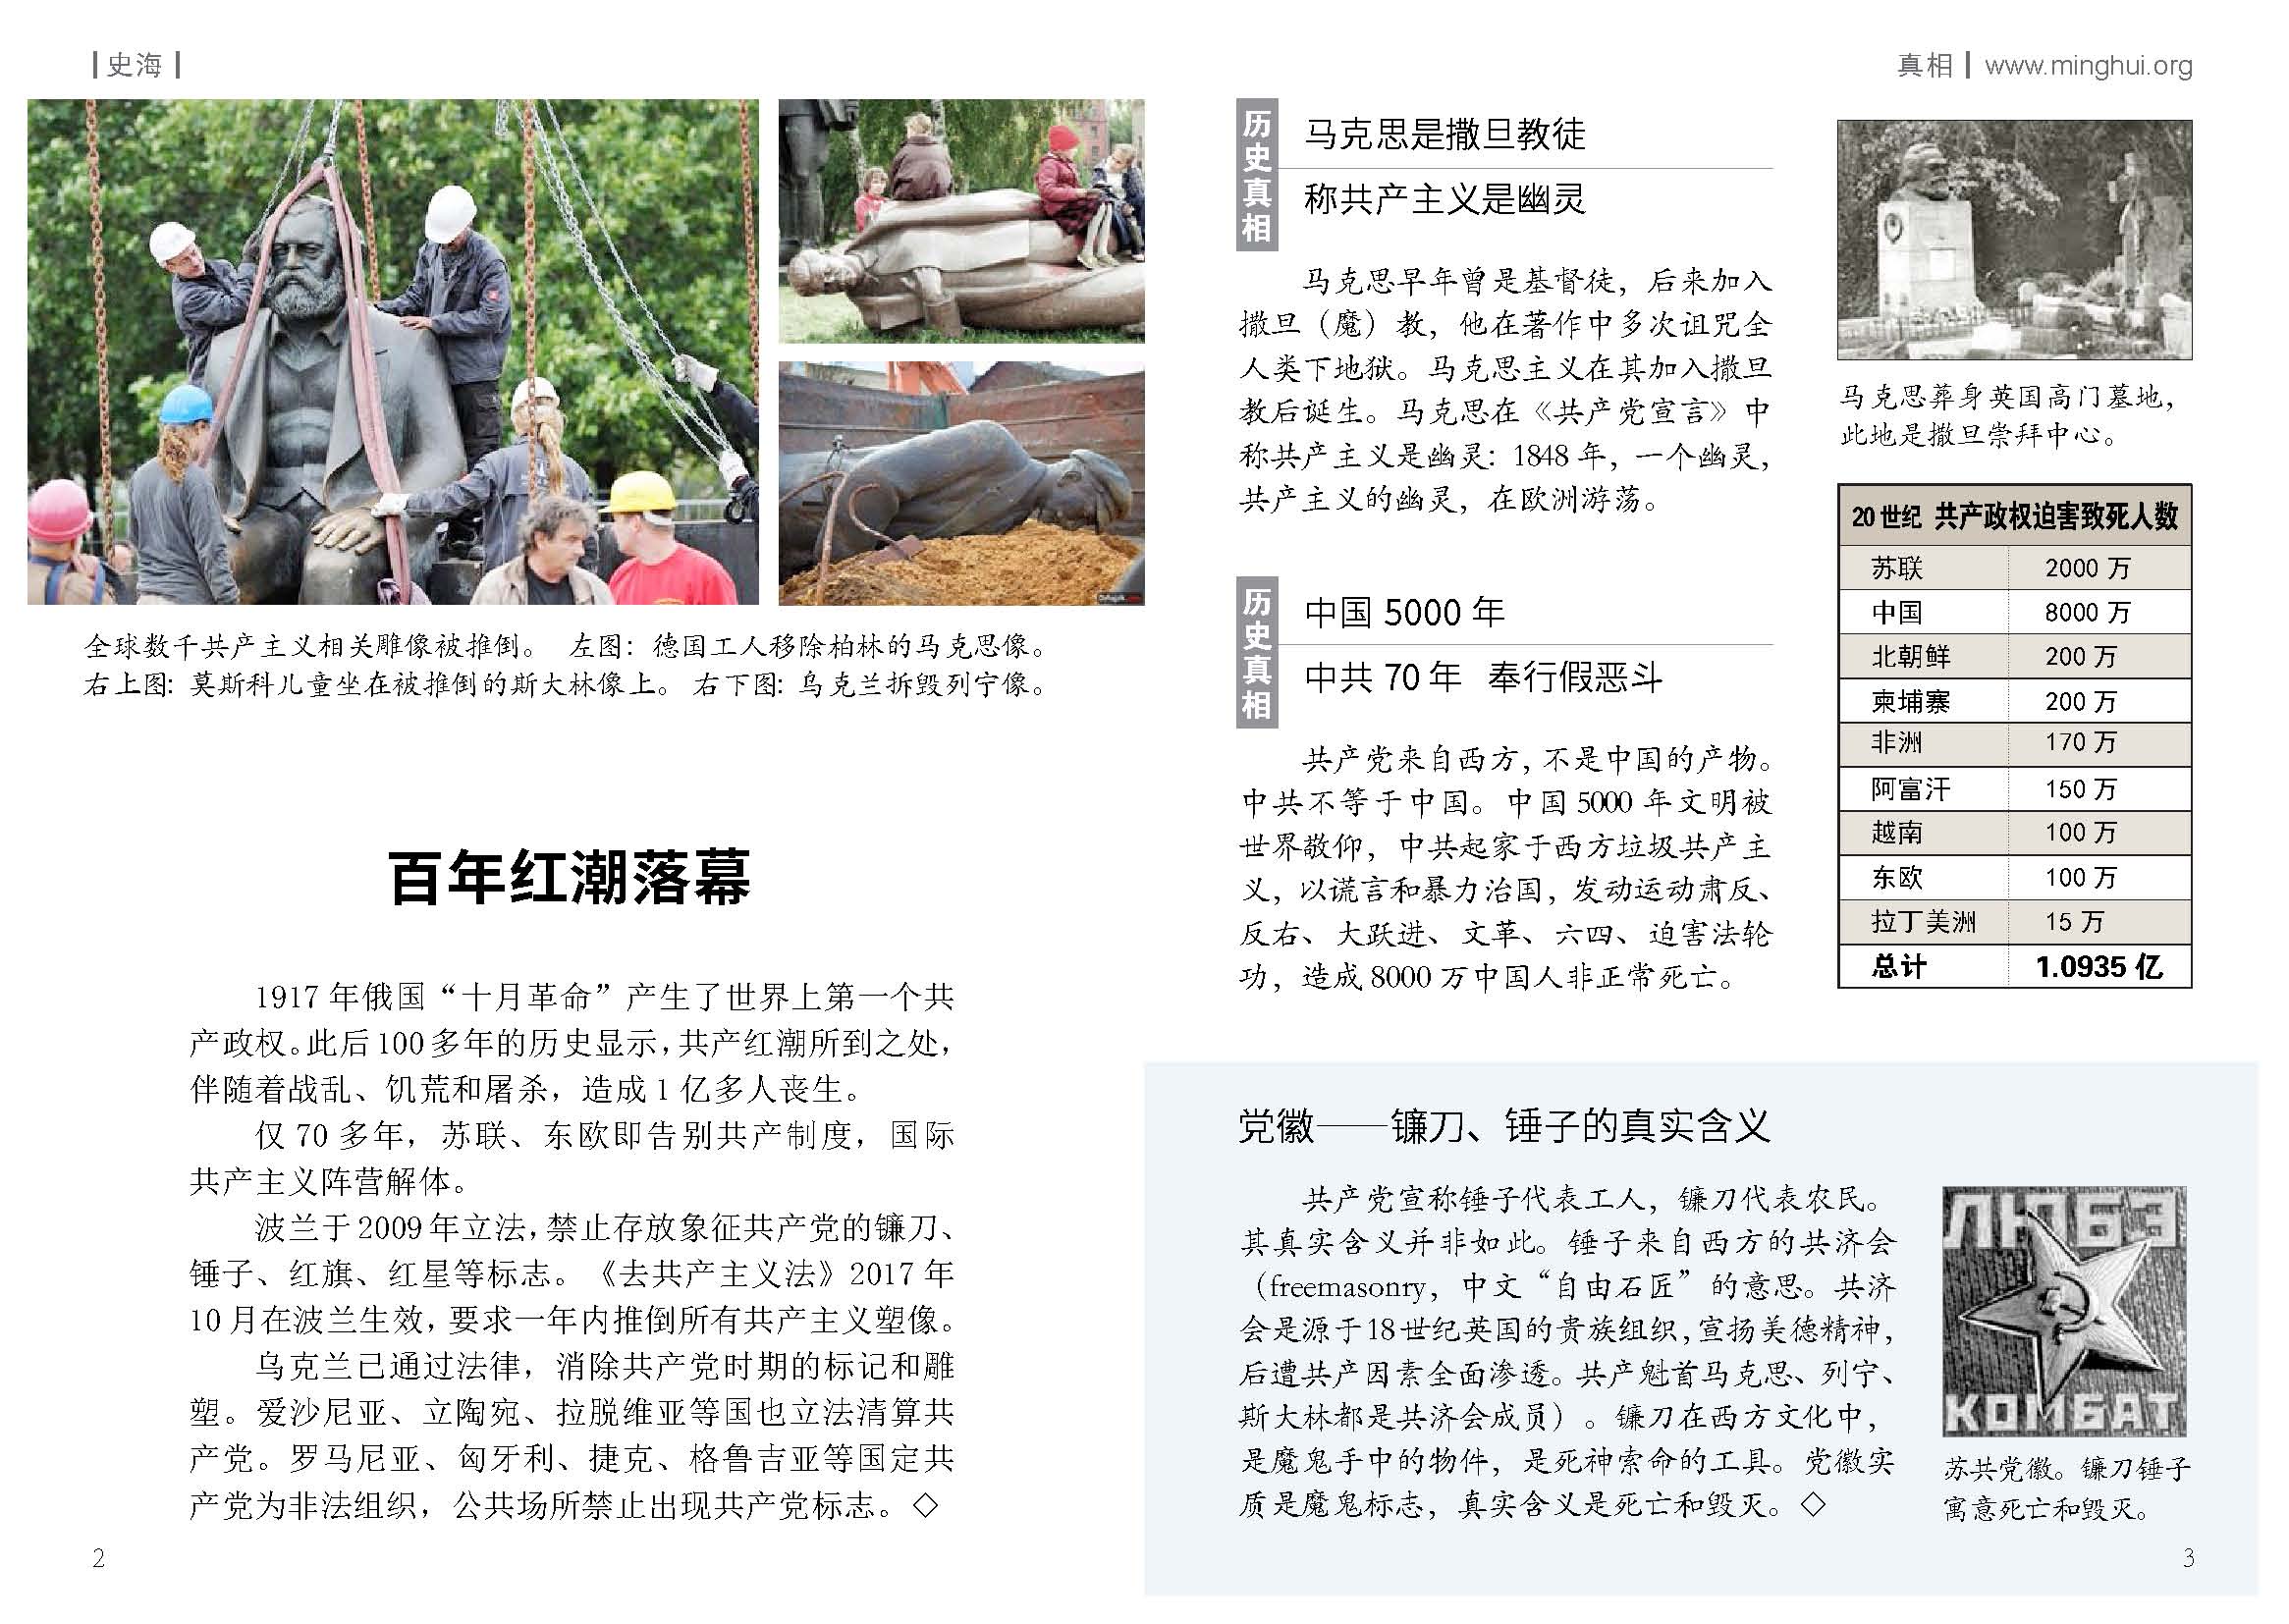 史海
全球数千共产主义相关雕像被推倒。 左图：德国工人移除柏林的马克思像。
右上图：莫斯科儿童坐在被推倒的斯大林像上。 右下图：乌克兰拆毁列宁像。
百年红潮落幕
1917 年俄国“十月革命”产生了世界上第一个共
产政权。此后100多年的历史显示，共产红潮所到之处，
伴随着战乱、饥荒和屠杀，造成 1 亿多人丧生。
仅 70 多年，苏联、东欧即告别共产制度，国际
共产主义阵营解体。
波兰于2009年立法，禁止存放象征共产党的镰刀、
锤子、红旗、红星等标志。《去共产主义法》2017 年
10 月在波兰生效，要求一年内推倒所有共产主义塑像。
乌克兰已通过法律，消除共产党时期的标记和雕
塑。爱沙尼亚、立陶宛、拉脱维亚等国也立法清算共
产党。罗马尼亚、匈牙利、捷克、格鲁吉亚等国定共
产党为非法组织，公共场所禁止出现共产党标志。◇
2
真相 www.minghui.org
历史真相
马克思是撒旦教徒
称共产主义是幽灵
马克思早年曾是基督徒，后来加入
撒旦（魔）教，他在著作中多次诅咒全
人类下地狱。马克思主义在其加入撒旦
教后诞生。马克思在《共产党宣言》中
称共产主义是幽灵：1848 年，一个幽灵，
共产主义的幽灵，在欧洲游荡。
马克思葬身英国高门墓地，
此地是撒旦崇拜中心。
历史真相
中国 5000 年
中共 70 年 奉行假恶斗
共产党来自西方，不是中国的产物。
中共不等于中国。中国 5000 年文明被
世界敬仰，中共起家于西方垃圾共产主
义，以谎言和暴力治国，发动运动肃反、
反右、大跃进、文革、六四、迫害法轮
功，造成 8000 万中国人非正常死亡。
20世纪 共产政权迫害致死人数
苏联 2000 万
中国 8000 万
北朝鲜 200 万
柬埔寨 200 万
非洲 170 万
阿富汗 150 万
越南 100 万
东欧 100 万
拉丁美洲 15 万
总计 1.0935 亿
党徽——镰刀、锤子的真实含义
共产党宣称锤子代表工人，镰刀代表农民。
其真实含义并非如此。锤子来自西方的共济会
（freemasonry，中文“自由石匠”的意思。共济
会是源于18世纪英国的贵族组织，宣扬美德精神，
后遭共产因素全面渗透。共产魁首马克思、列宁、
斯大林都是共济会成员）。镰刀在西方文化中，
是魔鬼手中的物件，是死神索命的工具。党徽实
质是魔鬼标志，真实含义是死亡和毁灭。◇
ЛЮБЭ
КОМБАТ
苏共党徽。镰刀锤子
寓意死亡和毁灭。
3